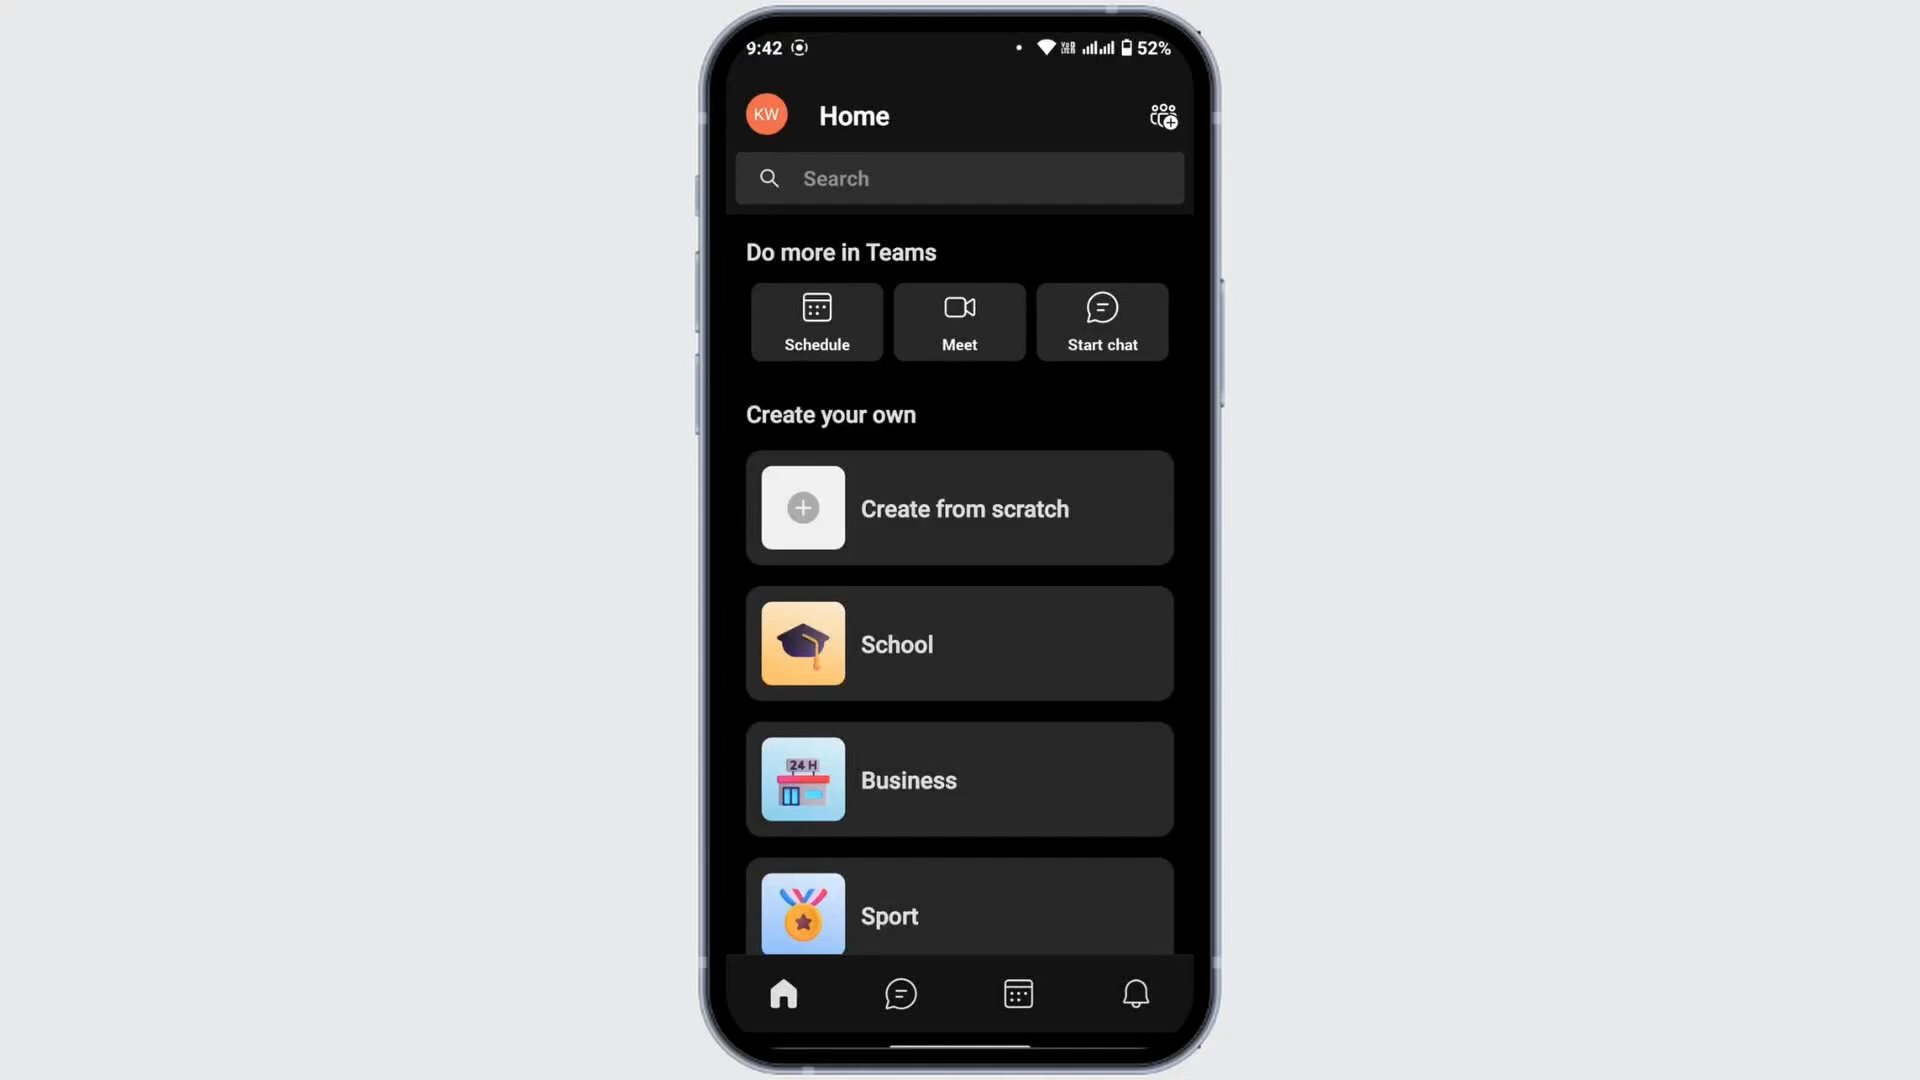 9:42 52%
KW Home
Search
Do more in Teams
Schedule Meet Start chat
Create your own
Create from scratch
School
24 H
Business
Sport